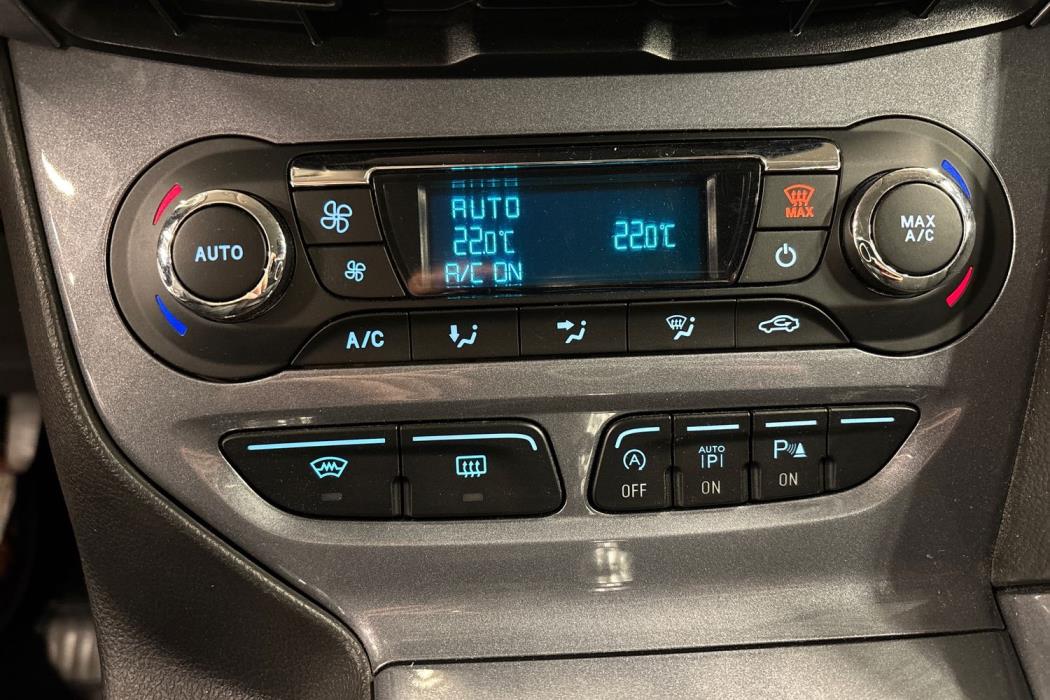 AUTO
AUTO
22.0°C
22.0°C
A/C ON
MAX
MAX
A/C
A/C
A
OFF
AUTO
P
ON
P
ON